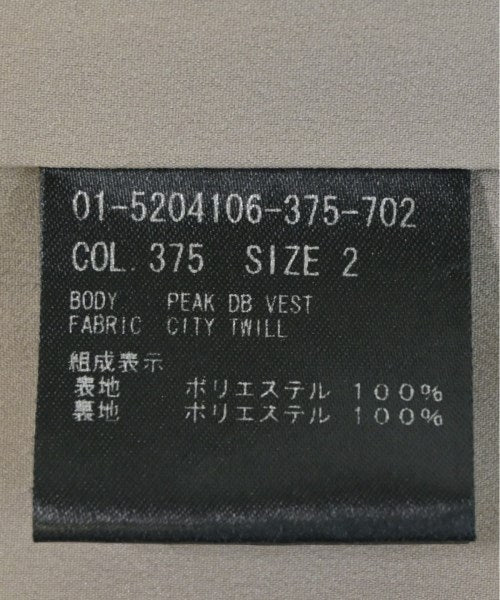 01-5204106-375-702
COL. 375 SIZE 2
BODY PEAK DB VEST
FABRIC CITY TWILL
組成表示
表地 ポリエステル 100%
裏地 ポリエステル 100%